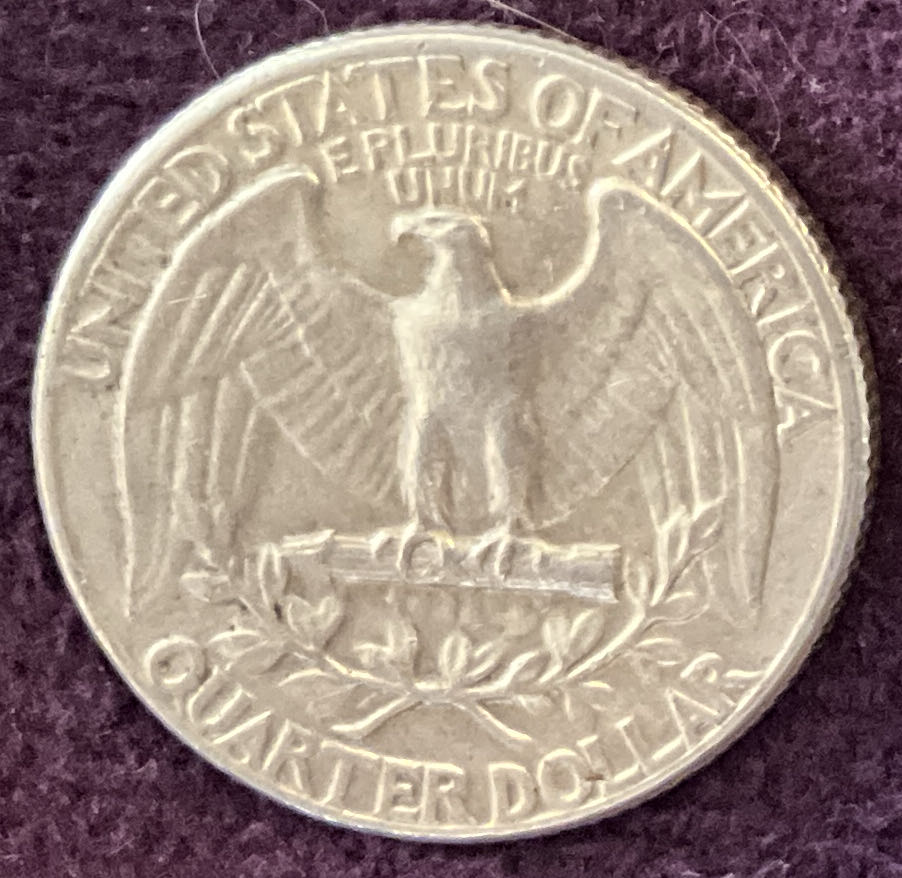 UNITED STATES OF AMERICA
E PLURIBUS
UNUM
QUARTER DOLLAR